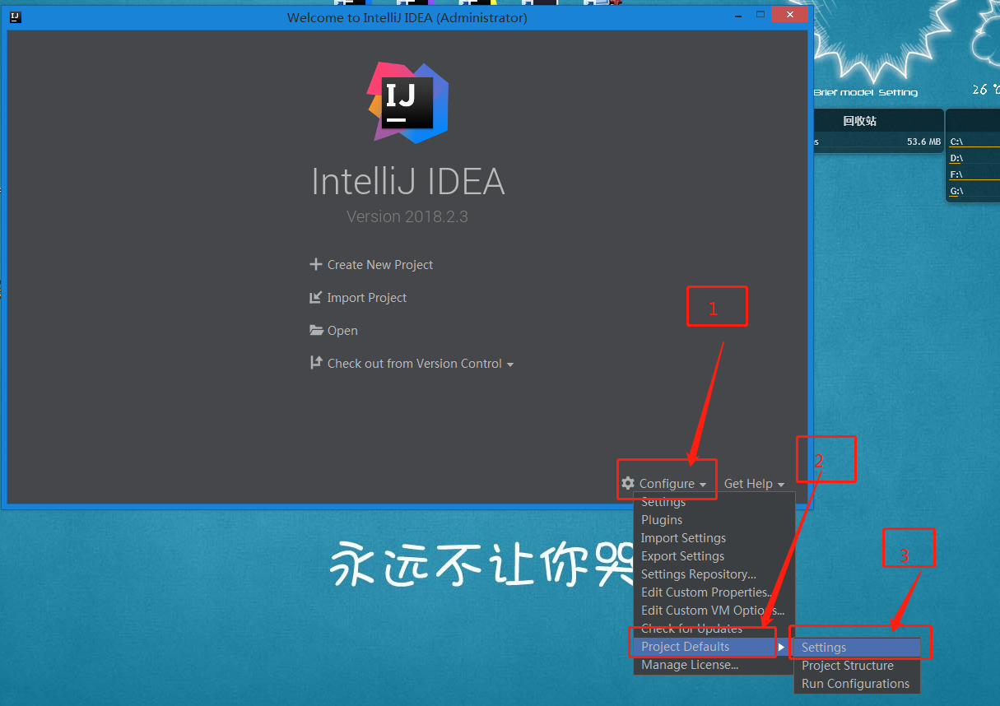 IJ
Welcome to IntelliJ IDEA (Administrator)
Brief model Setting
26 °
回收站
53.6 MB
C:\
D:\
F:\
G:\
IJ
IntelliJ IDEA
Version 2018.2.3
Create New Project
Import Project
Open
Check out from Version Control
1
2
3
Configure
Get Help
Settings
Plugins
Import Settings
Export Settings
Settings Repository...
Edit Custom Properties...
Edit Custom VM Options...
Check for Updates
Project Defaults
Manage License...
Settings
Project Structure
Run Configurations
永远不让你哭